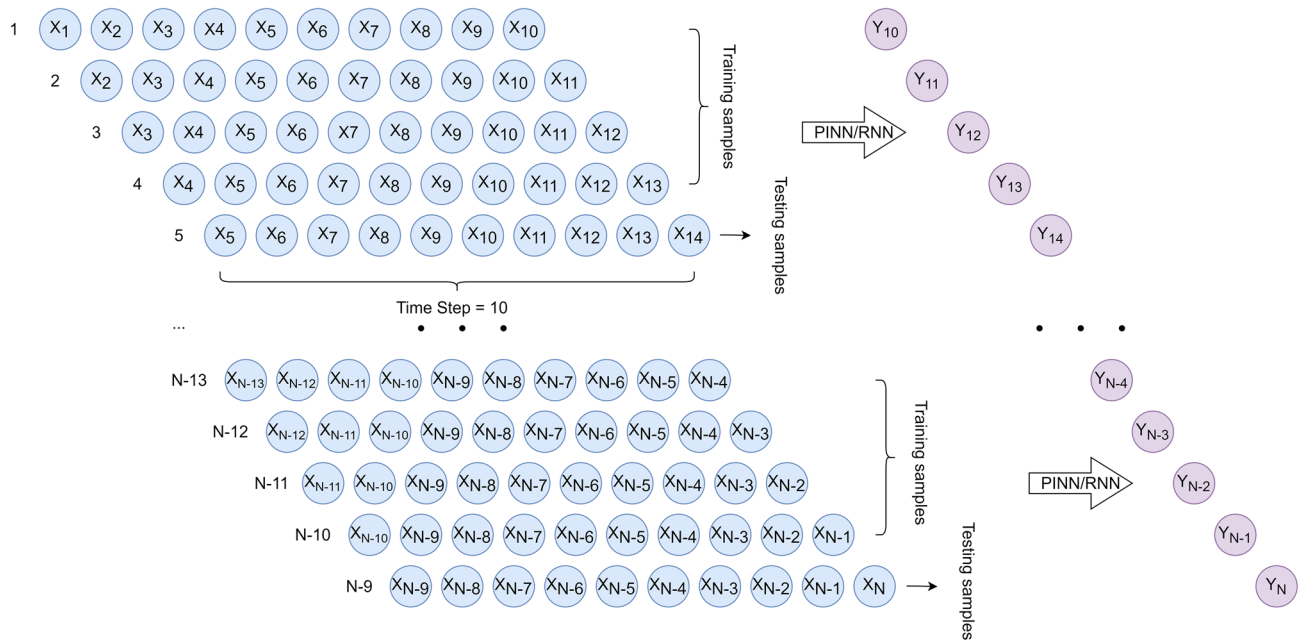 1 X1 X2 X3 X4 X5 X6 X7 X8 X9 X10 Y10
2 X2 X3 X4 X5 X6 X7 X8 X9 X10 X11 Y11
3 X3 X4 X5 X6 X7 X8 X9 X10 X11 X12 Y12
4 X4 X5 X6 X7 X8 X9 X10 X11 X12 X13 Y13
5 X5 X6 X7 X8 X9 X10 X11 X12 X13 X14 Y14
Training samples
Testing samples
PINN/RNN
Time Step = 10
...
N-13 XN-13 XN-12 XN-11 XN-10 XN-9 XN-8 XN-7 XN-6 XN-5 XN-4 YN-4
N-12 XN-12 XN-11 XN-10 XN-9 XN-8 XN-7 XN-6 XN-5 XN-4 XN-3 YN-3
N-11 XN-11 XN-10 XN-9 XN-8 XN-7 XN-6 XN-5 XN-4 XN-3 XN-2 YN-2
N-10 XN-10 XN-9 XN-8 XN-7 XN-6 XN-5 XN-4 XN-3 XN-2 XN-1 YN-1
N-9 XN-9 XN-8 XN-7 XN-6 XN-5 XN-4 XN-3 XN-2 XN-1 XN YN
Training samples
Testing samples
PINN/RNN